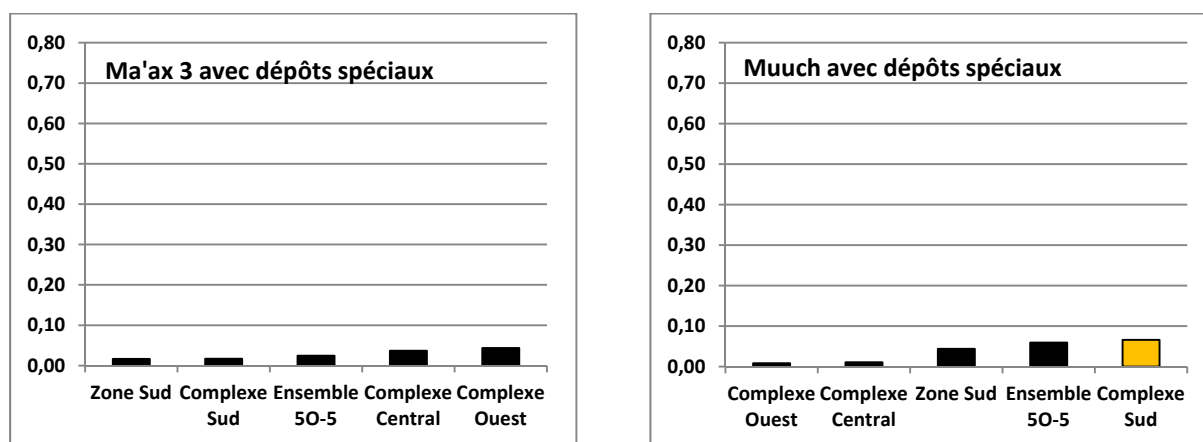 Ma'ax 3 avec dépôts spéciaux
0,80
0,70
0,60
0,50
0,40
0,30
0,20
0,10
0,00
Zone Sud
Complexe
Sud
Ensemble
5O-5
Complexe
Central
Complexe
Ouest
Muuch avec dépôts spéciaux
0,80
0,70
0,60
0,50
0,40
0,30
0,20
0,10
0,00
Complexe
Ouest
Complexe
Central
Zone Sud
Ensemble
5O-5
Complexe
Sud